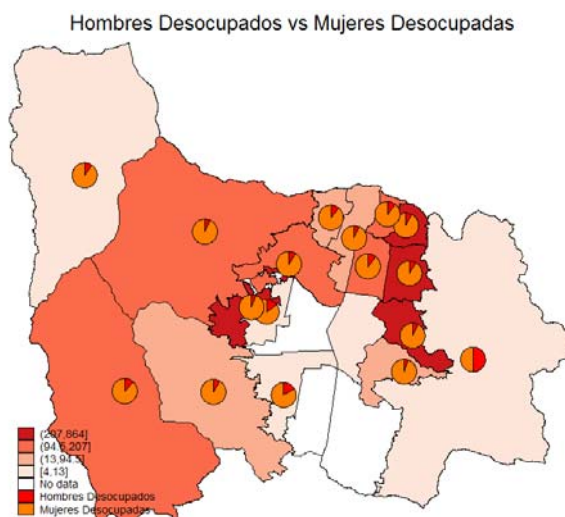 Hombres Desocupados vs Mujeres Desocupadas
(207,864]
(94.5,207]
(13,94.5]
[4,13]
No data
Hombres Desocupados
Mujeres Desocupadas